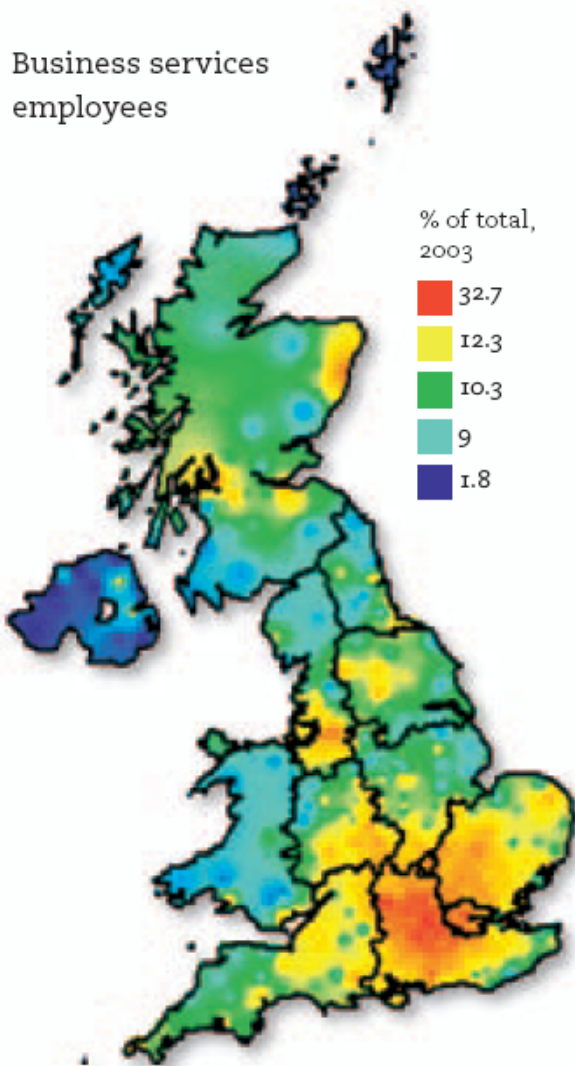 Business services
employees
% of total,
2003
32.7
12.3
10.3
9
1.8